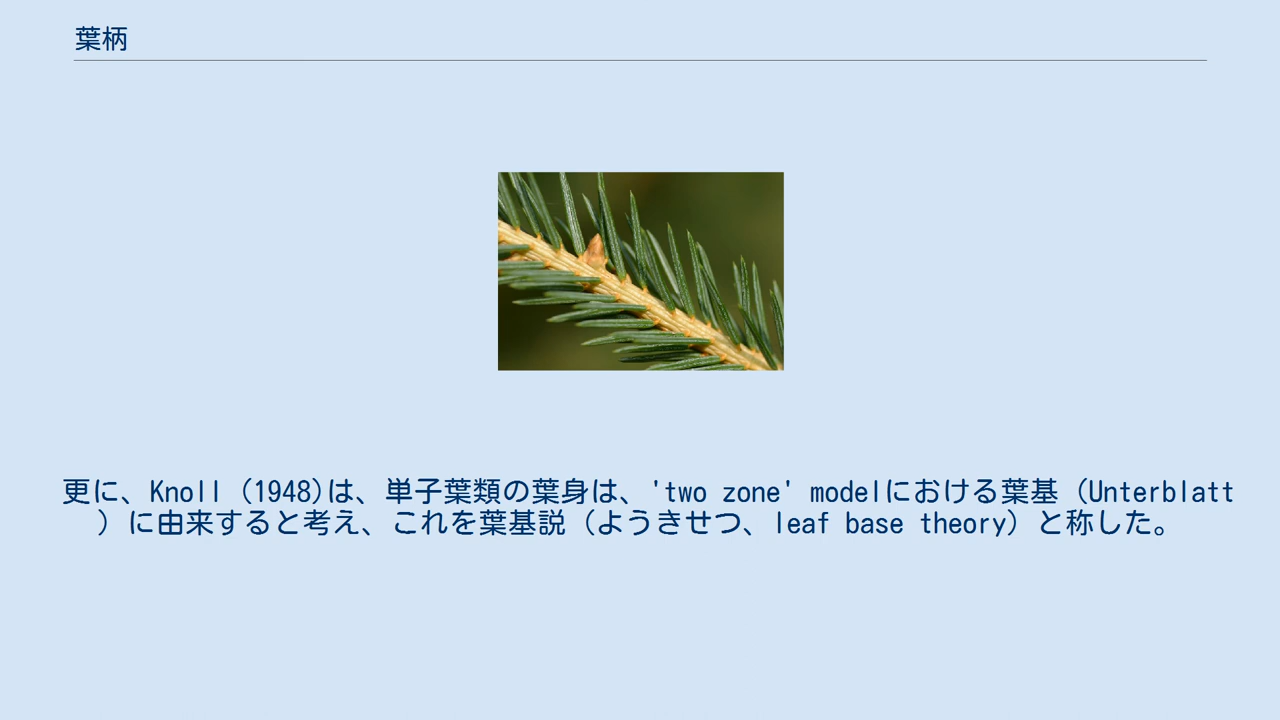 葉柄
更に、Knoll (1948)は、単子葉類の葉身は、'two zone' modelにおける葉基（Unterblatt
）に由来すると考え、これを葉基説（ようきせつ、leaf base theory）と称した。